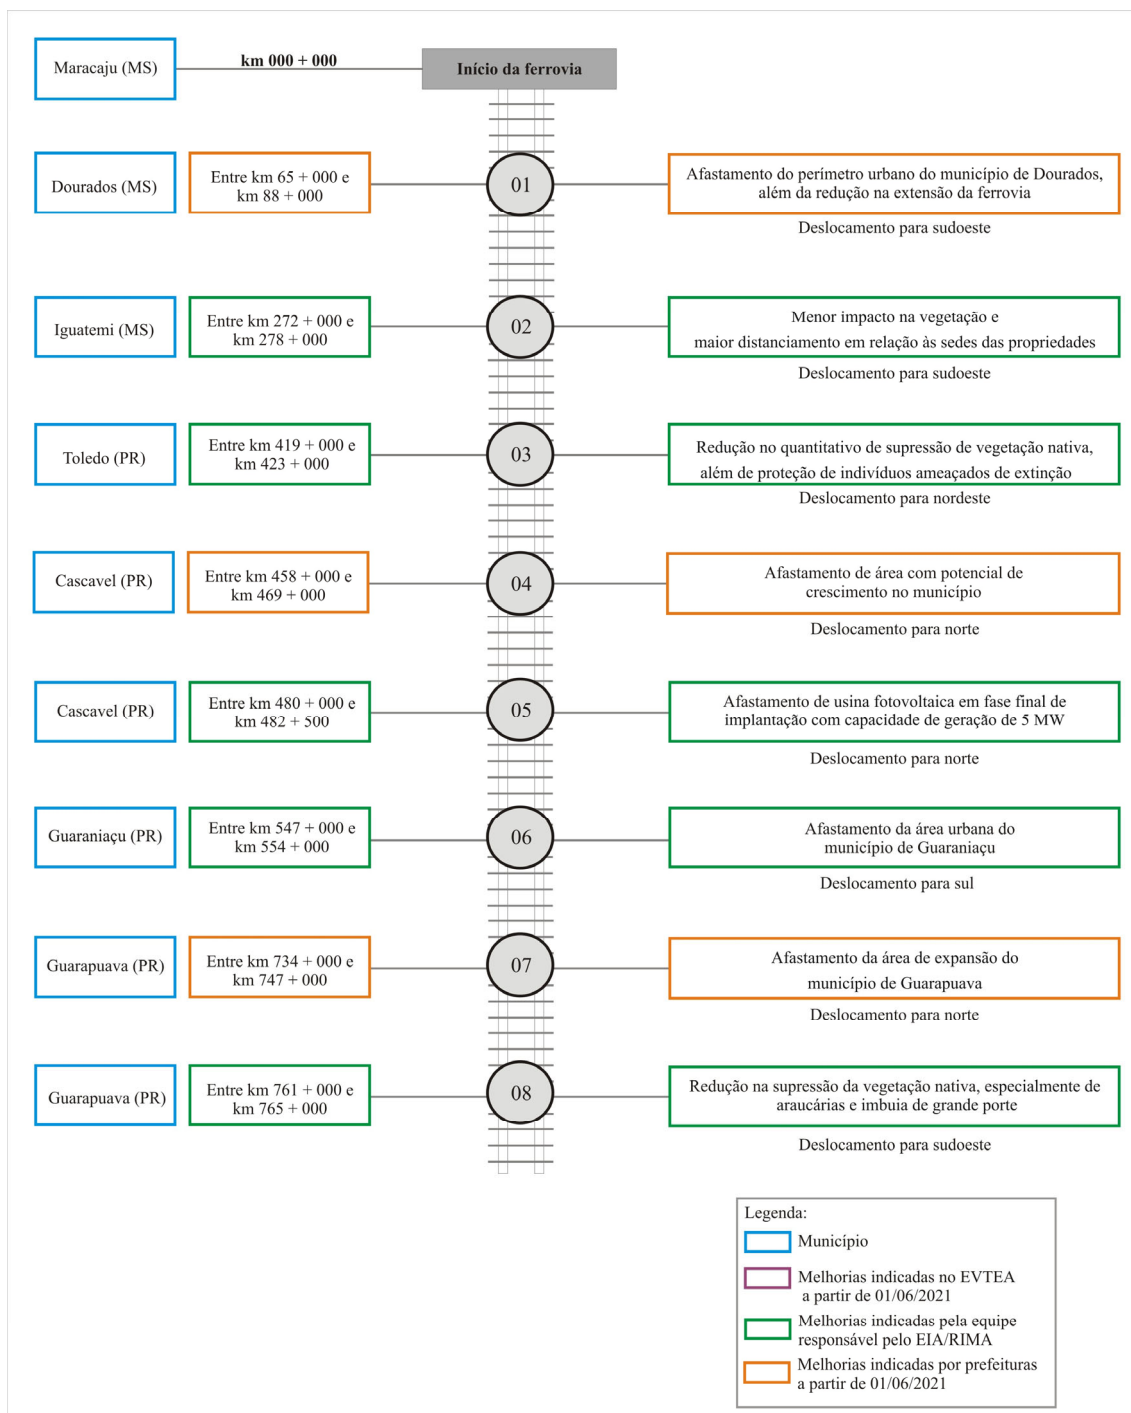 Maracaju (MS)
km 000 + 000
Início da ferrovia
Dourados (MS)
Entre km 65 + 000 e
km 88 + 000
01
Afastamento do perímetro urbano do município de Dourados,
além da redução na extensão da ferrovia
Deslocamento para sudoeste
Iguatemi (MS)
Entre km 272 + 000 e
km 278 + 000
02
Menor impacto na vegetação e
maior distanciamento em relação às sedes das propriedades
Deslocamento para sudoeste
Toledo (PR)
Entre km 419 + 000 e
km 423 + 000
03
Redução no quantitativo de supressão de vegetação nativa,
além de proteção de indivíduos ameaçados de extinção
Deslocamento para nordeste
Cascavel (PR)
Entre km 458 + 000 e
km 469 + 000
04
Afastamento de área com potencial de
crescimento no município
Deslocamento para norte
Cascavel (PR)
Entre km 480 + 000 e
km 482 + 500
05
Afastamento de usina fotovoltaica em fase final de
implantação com capacidade de geração de 5 MW
Deslocamento para norte
Guaraniaçu (PR)
Entre km 547 + 000 e
km 554 + 000
06
Afastamento da área urbana do
município de Guaraniaçu
Deslocamento para sul
Guarapuava (PR)
Entre km 734 + 000 e
km 747 + 000
07
Afastamento da área de expansão do
município de Guarapuava
Deslocamento para norte
Guarapuava (PR)
Entre km 761 + 000 e
km 765 + 000
08
Redução na supressão da vegetação nativa, especialmente de
araucárias e imbuia de grande porte
Deslocamento para sudoeste
Legenda:
Município
Melhorias indicadas no EVTEA
a partir de 01/06/2021
Melhorias indicadas pela equipe
responsável pelo EIA/RIMA
Melhorias indicadas por prefeituras
a partir de 01/06/2021